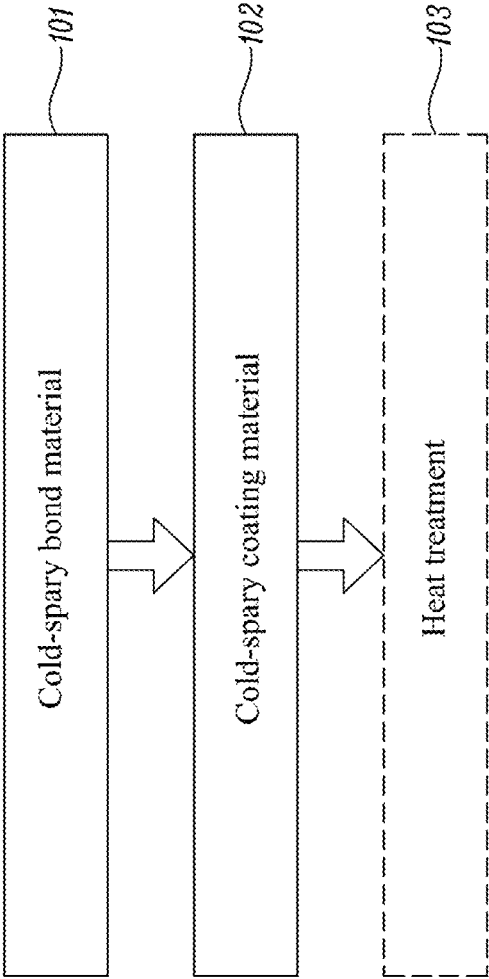 Cold-spary bond material
101
Cold-spary coating material
102
Heat treatment
103